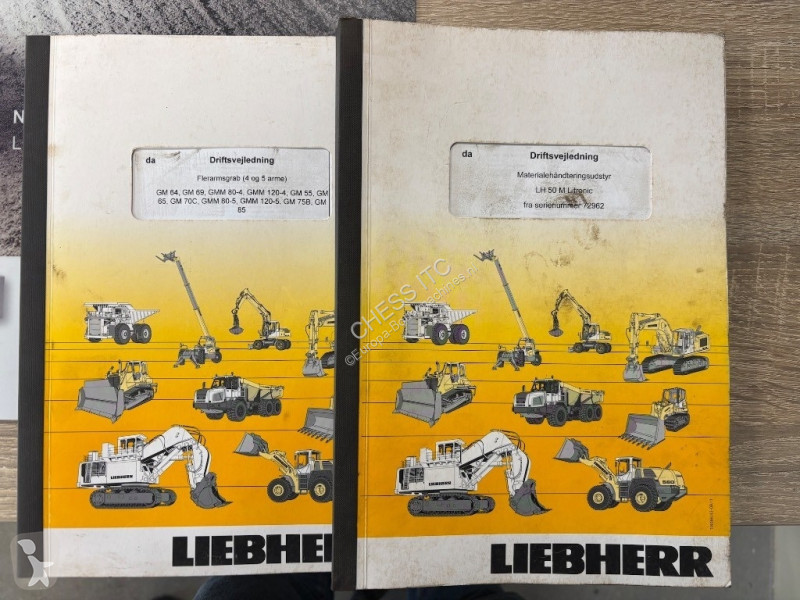 N
L
da
Driftsvejledning
Flerarmsgrab (4 og 5 arme)
GM 64, GM 69, GMM 80-4, GMM 120-4, GM 55, GM
65, GM 70C, GMM 80-5, GMM 120-5, GM 75B, GM
85
LIEBHERR
LIEBHE
da
Driftsvejledning
Materialehåndteringsudstyr
LH 50 M Litronic
fra serienummer 72962
LIEBHERR
LIEBHERR
CHESS ITC